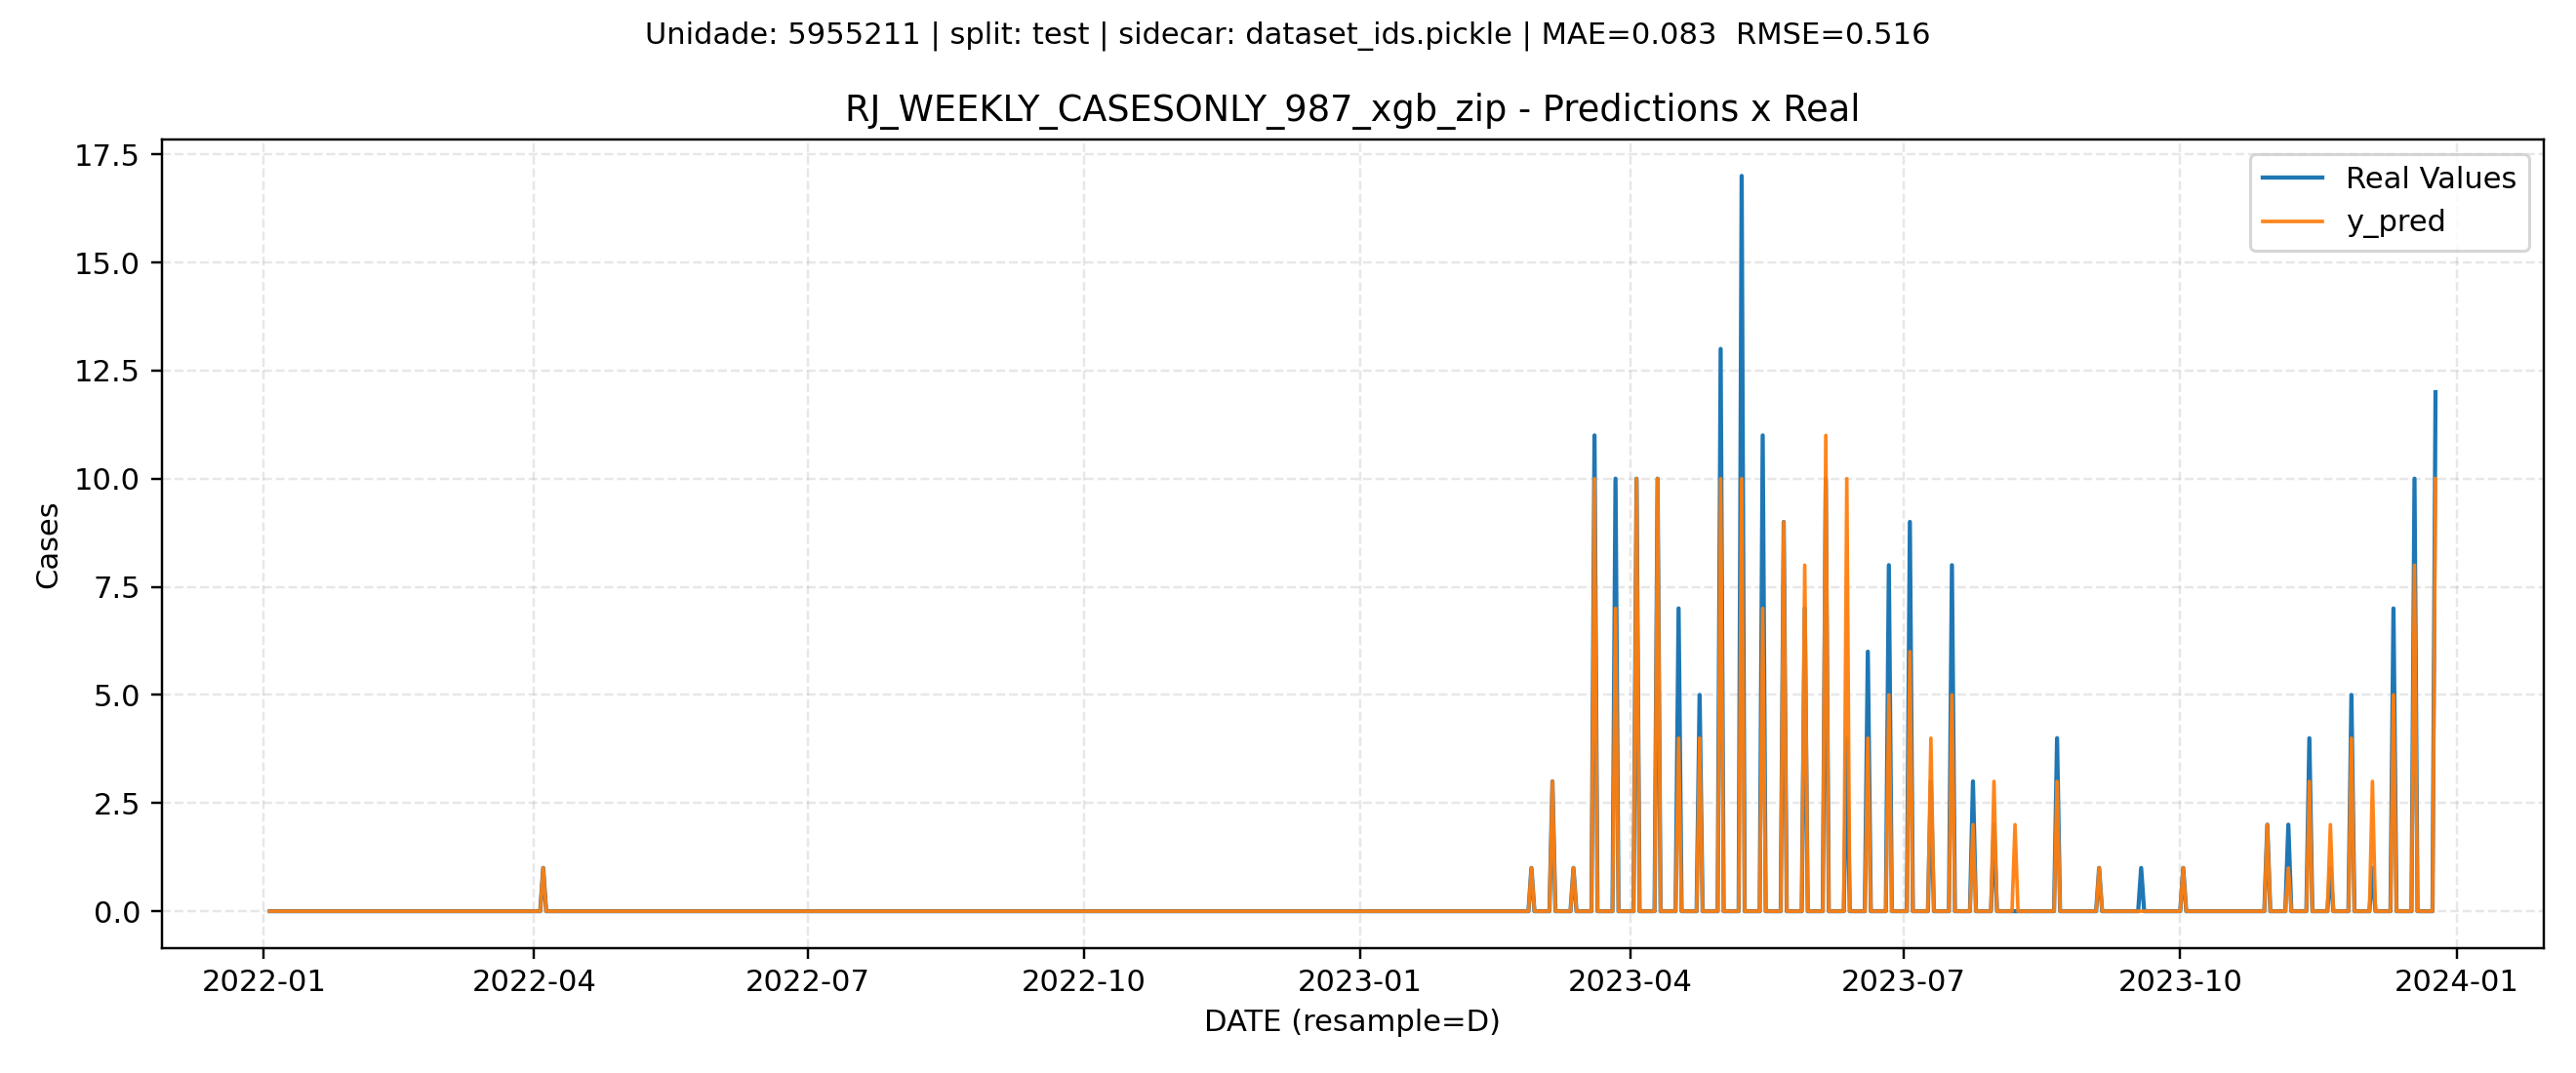 Unidade: 5955211 | split: test | sidecar: dataset_ids.pickle | MAE=0.083  RMSE=0.516
RJ_WEEKLY_CASESONLY_987_xgb_zip - Predictions x Real
17.5
15.0
12.5
10.0
7.5
5.0
2.5
0.0
Cases
Real Values
y_pred
2022-01
2022-04
2022-07
2022-10
2023-01
2023-04
2023-07
2023-10
2024-01
DATE (resample=D)